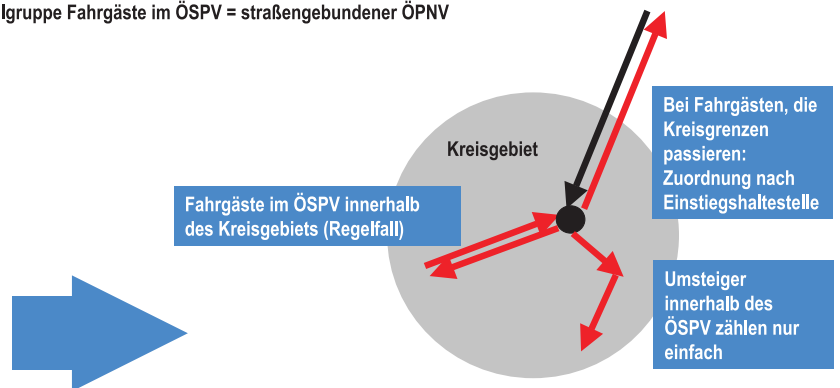 lgruppe Fahrgäste im ÖSPV = straßengebundener ÖPNV
Kreisgebiet
Bei Fahrgästen, die
Kreisgrenzen
passieren:
Zuordnung nach
Einstiegshaltestelle
Fahrgäste im ÖSPV innerhalb
des Kreisgebiets (Regelfall)
Umsteiger
innerhalb des
ÖSPV zählen nur
einfach